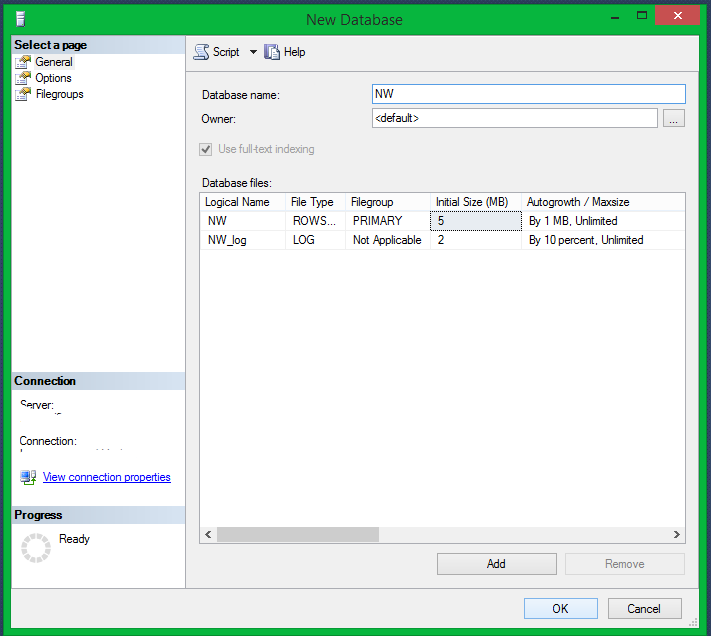 New Database
Select a page
General
Options
Filegroups
Script Help
Database name: NW
Owner: <default> ...
Use full-text indexing
Database files:
Logical Name File Type Filegroup Initial Size (MB) Autogrowth / Maxsize
NW ROWS... PRIMARY 5 By 1 MB, Unlimited
NW_log LOG Not Applicable 2 By 10 percent, Unlimited
Connection
Server:
Connection:
View connection properties
Progress
Ready
Add Remove
OK Cancel